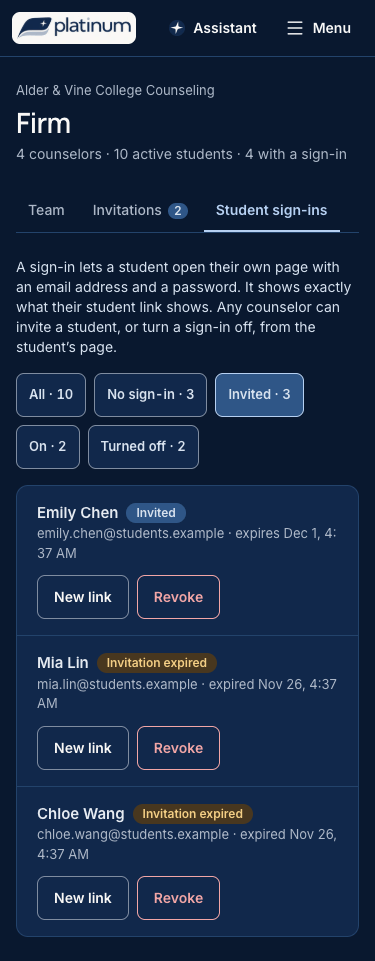 platinum
Assistant
Menu
Alder & Vine College Counseling
Firm
4 counselors · 10 active students · 4 with a sign-in
Team
Invitations 2
Student sign-ins
A sign-in lets a student open their own page with
an email address and a password. It shows exactly
what their student link shows. Any counselor can
invite a student, or turn a sign-in off, from the
student’s page.
All · 10
No sign-in · 3
Invited · 3
On · 2
Turned off · 2
Emily Chen Invited
emily.chen@students.example · expires Dec 1, 4:
37 AM
New link
Revoke
Mia Lin Invitation expired
mia.lin@students.example · expired Nov 26, 4:37
AM
New link
Revoke
Chloe Wang Invitation expired
chloe.wang@students.example · expired Nov 26,
4:37 AM
New link
Revoke